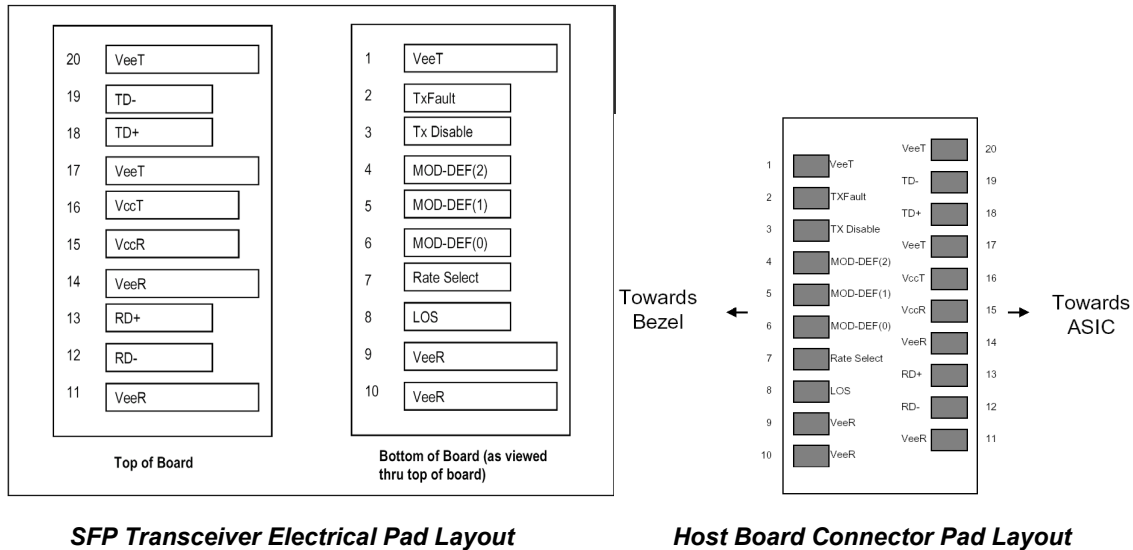 20 VeeT
19 TD-
18 TD+
17 VeeT
16 VccT
15 VccR
14 VeeR
13 RD+
12 RD-
11 VeeR
Top of Board
1 VeeT
2 TxFault
3 Tx Disable
4 MOD-DEF(2)
5 MOD-DEF(1)
6 MOD-DEF(0)
7 Rate Select
8 LOS
9 VeeR
10 VeeR
Bottom of Board (as viewed
thru top of board)
SFP Transceiver Electrical Pad Layout
Towards
Bezel
1 VeeT
2 TXFault
3 TX Disable
4 MOD-DEF(2)
5 MOD-DEF(1)
6 MOD-DEF(0)
7 Rate Select
8 LOS
9 VeeR
10 VeeR
VeeT 20
TD- 19
TD+ 18
VeeT 17
VccT 16
VccR 15
VeeR 14
RD+ 13
RD- 12
VeeR 11
Towards
ASIC
Host Board Connector Pad Layout